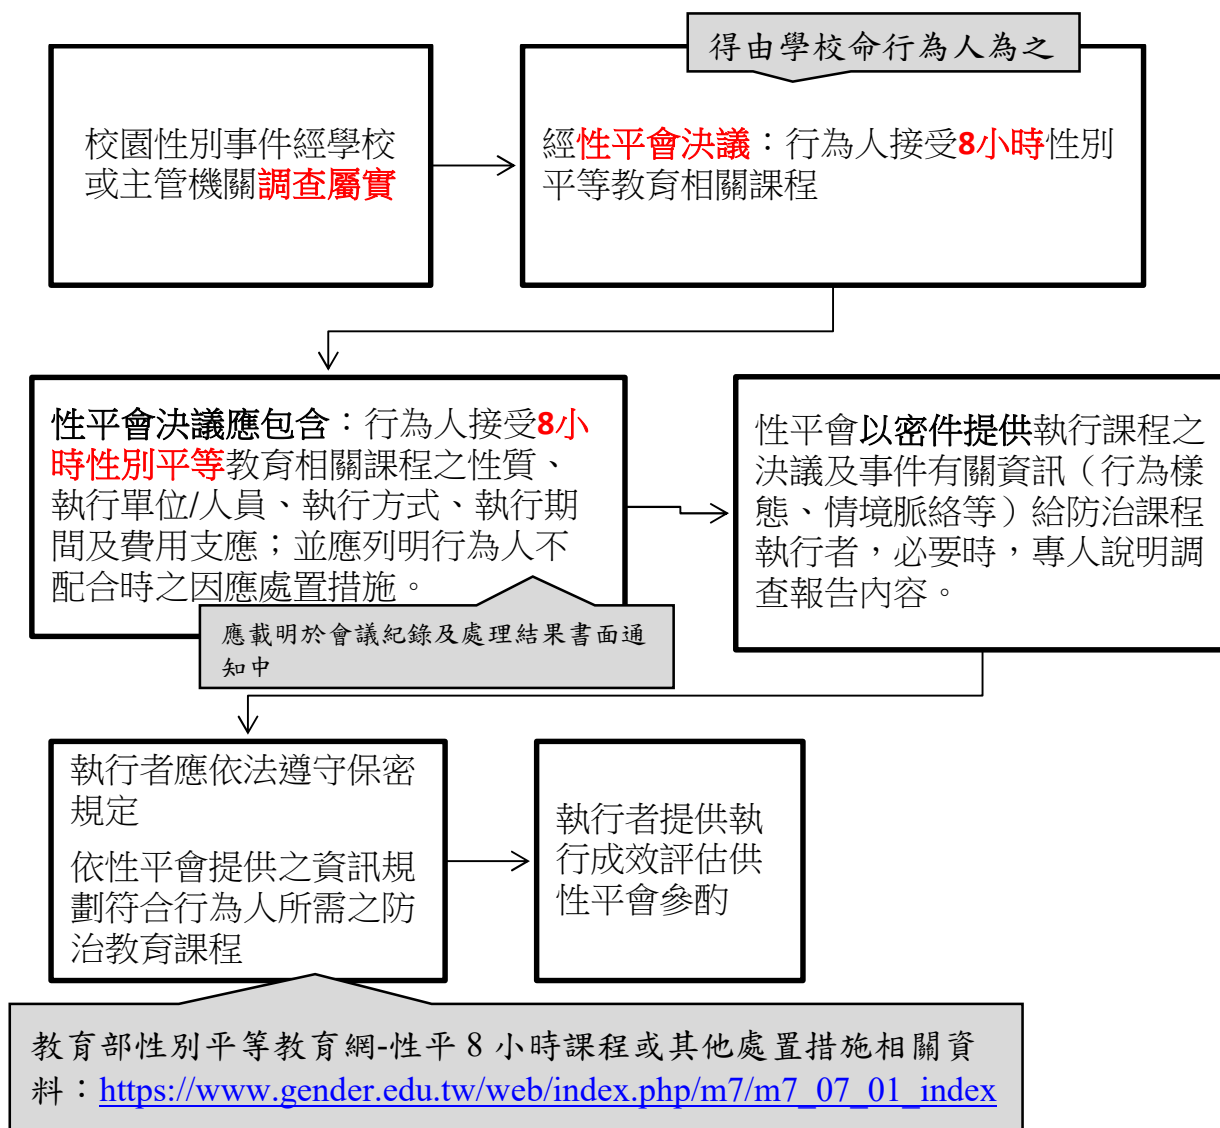 得由學校命行為人為之
校園性別事件經學校
或主管機關調查屬實
經性平會決議：行為人接受8小時性別
平等教育相關課程
性平會決議應包含：行為人接受8小
時性別平等教育相關課程之性質、
執行單位/人員、執行方式、執行期
間及費用支應；並應列明行為人不
配合時之因應處置措施。
應載明於會議紀錄及處理結果書面通
知中
性平會以密件提供執行課程之
決議及事件有關資訊（行為樣
態、情境脈絡等）給防治課程
執行者，必要時，專人說明調
查報告內容。
執行者應依法遵守保密
規定
依性平會提供之資訊規
劃符合行為人所需之防
治教育課程
執行者提供執
行成效評估供
性平會參酌
教育部性別平等教育網-性平 8 小時課程或其他處置措施相關資
料：https://www.gender.edu.tw/web/index.php/m7/m7_07_01_index